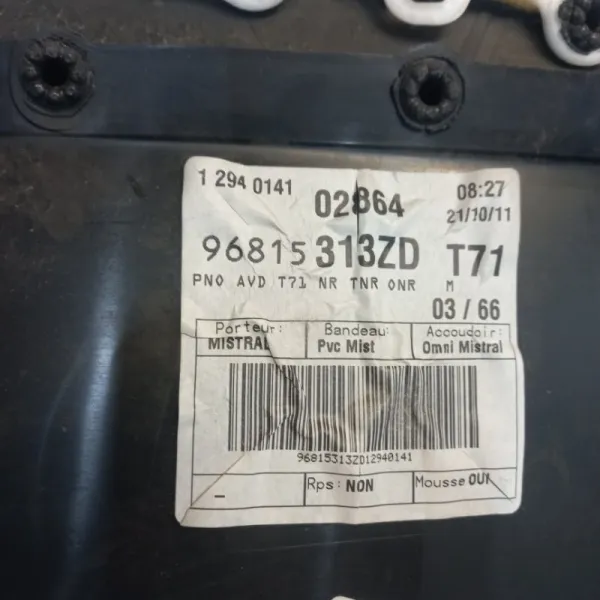 1 294 0141 02864 08:27
21/10/11
96815 313ZD T71
PNO AVD T71 NR TNR ONR M
03 / 66
Porteur: Bandeau: Accoudoir:
MISTRAL Pvc Mist Omni Mistral
96815313ZD12940141
– Rps: NON Mousse OUI